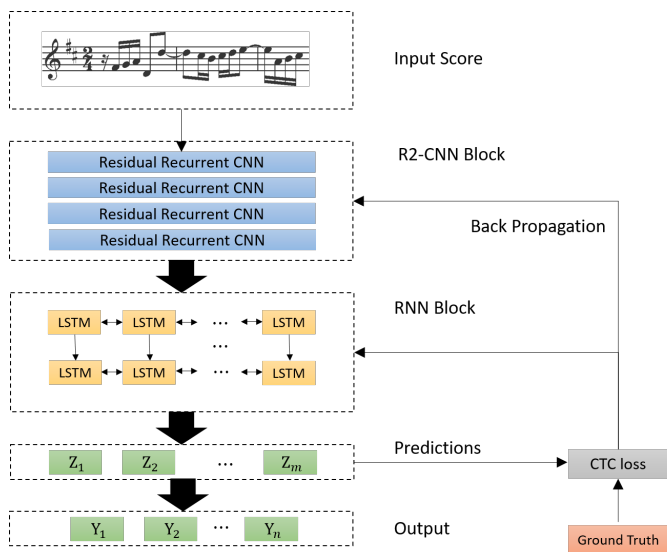 2
4
Input Score
R2-CNN Block
Residual Recurrent CNN
Residual Recurrent CNN
Residual Recurrent CNN
Residual Recurrent CNN
Back Propagation
RNN Block
LSTM LSTM ... LSTM
...
LSTM LSTM ... LSTM
Predictions
Z₁ Z₂ ... Zₘ
CTC loss
Y₁ Y₂ ... Yₙ
Output
Ground Truth